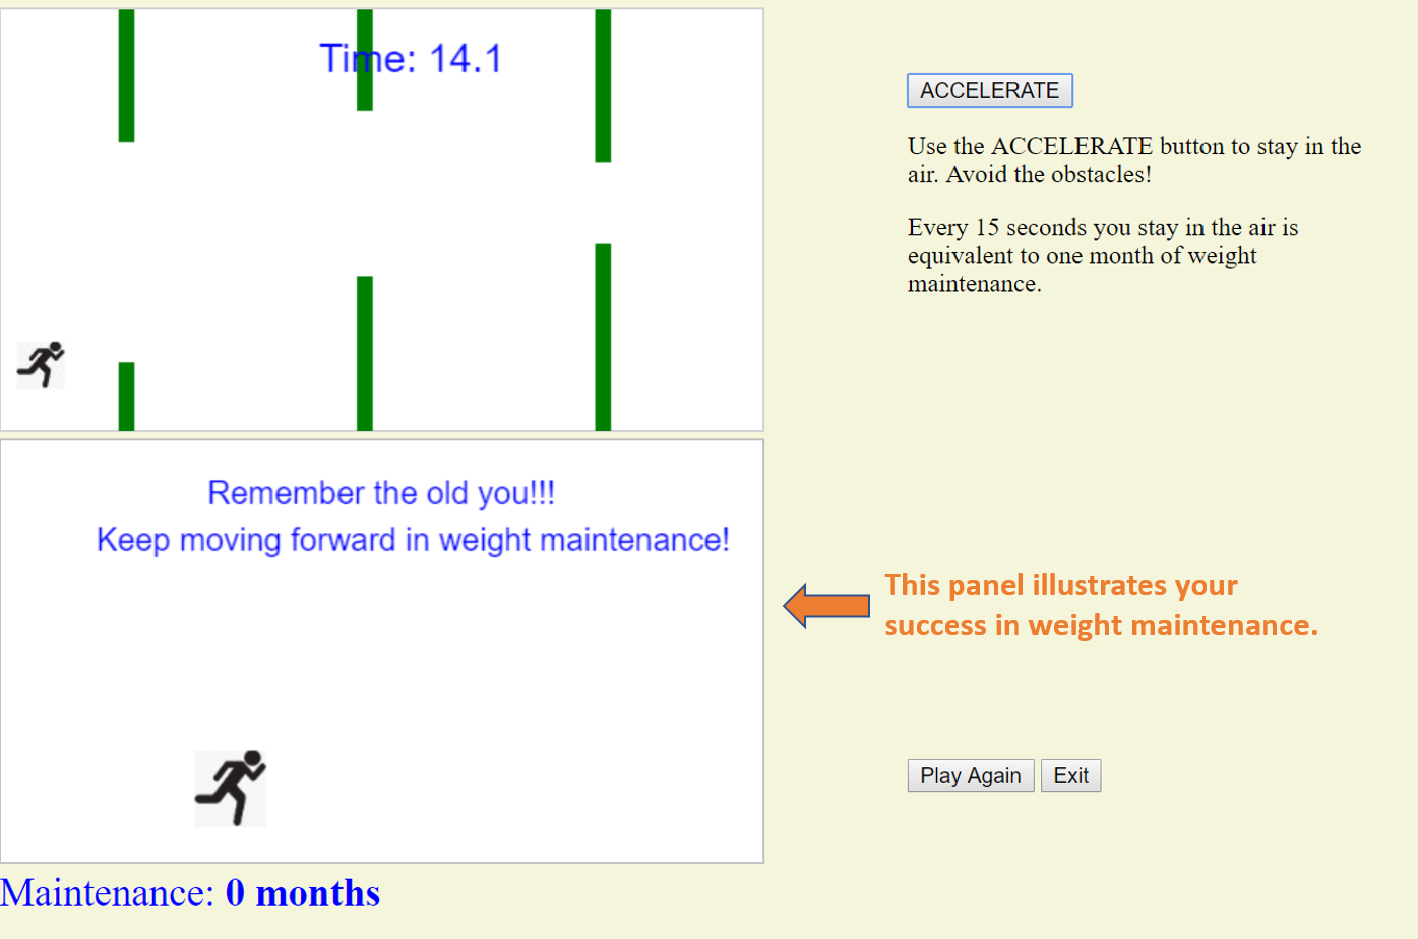 Time: 14.1
ACCELERATE
Use the ACCELERATE button to stay in the
air. Avoid the obstacles!
Every 15 seconds you stay in the air is
equivalent to one month of weight
maintenance.
Remember the old you!!!
Keep moving forward in weight maintenance!
This panel illustrates your
success in weight maintenance.
Play Again
Exit
Maintenance: 0 months